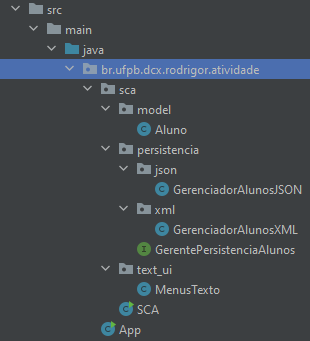 src
main
java
br.ufpb.dcx.rodrigor.atividade
sca
model
Aluno
persistencia
json
GerenciadorAlunosJSON
xml
GerenciadorAlunosXML
GerentePersistenciaAlunos
text_ui
MenusTexto
SCA
App